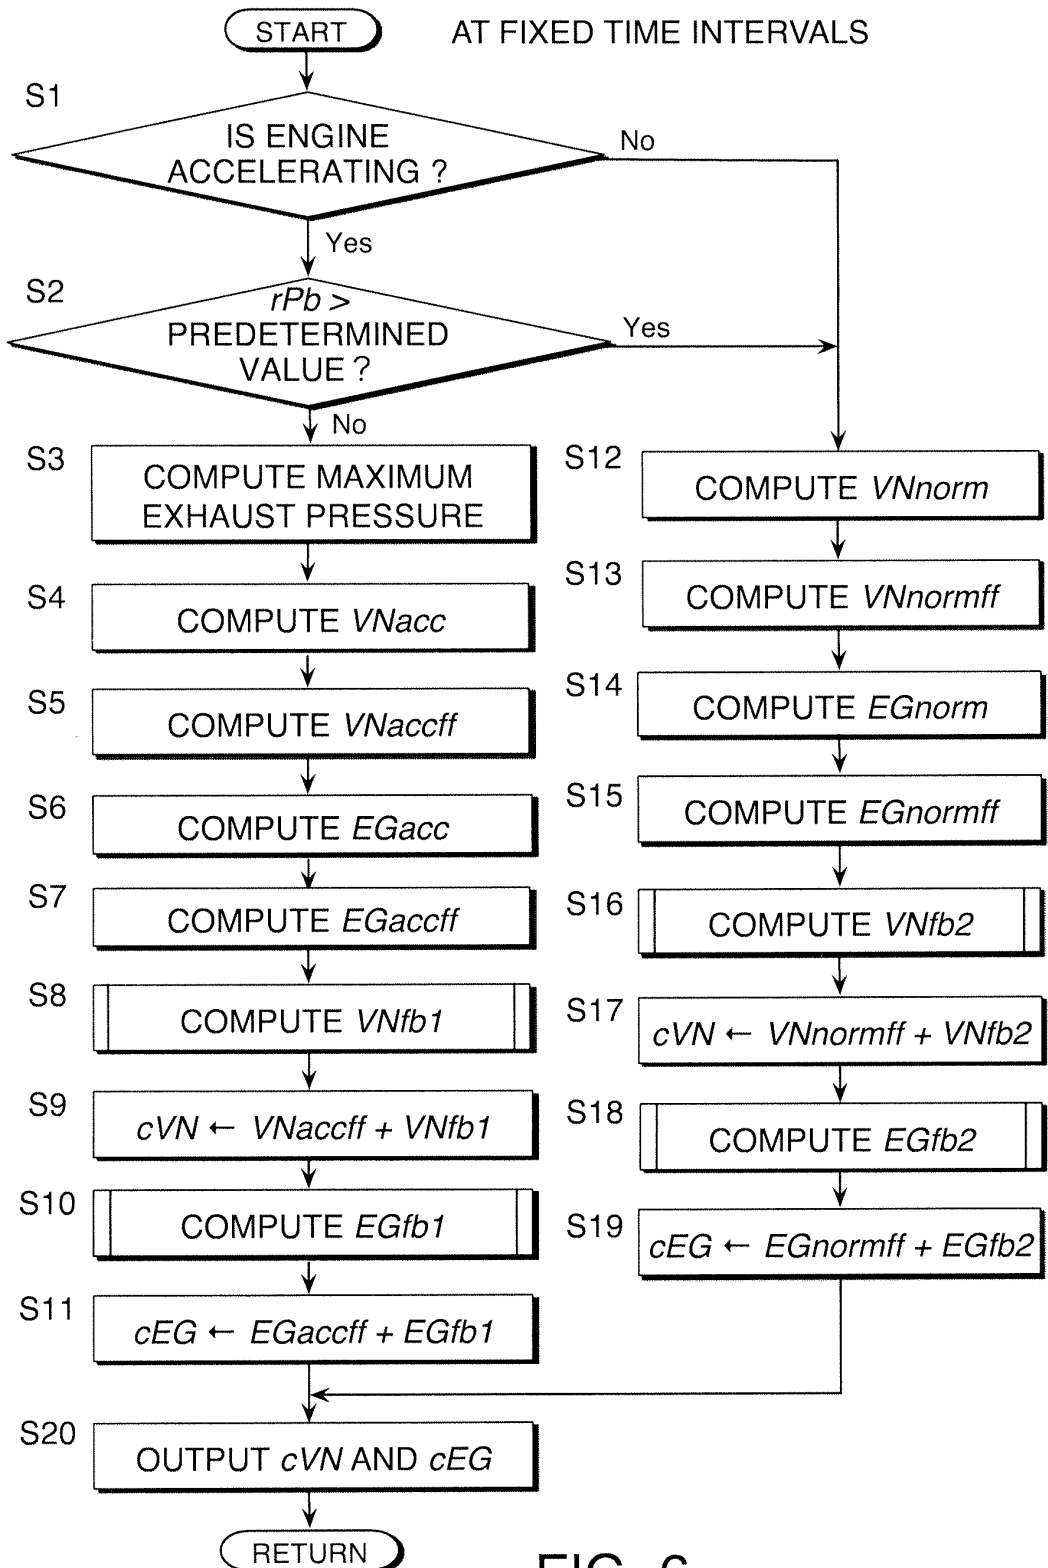 START
AT FIXED TIME INTERVALS
S1
IS ENGINE
ACCELERATING ?
No
Yes
S2
rPb >
PREDETERMINED
VALUE ?
Yes
No
S3
COMPUTE MAXIMUM
EXHAUST PRESSURE
S4
COMPUTE VNacc
S5
COMPUTE VNaccff
S6
COMPUTE EGacc
S7
COMPUTE EGaccff
S8
COMPUTE VNfb1
S9
cVN ← VNaccff + VNfb1
S10
COMPUTE EGfb1
S11
cEG ← EGaccff + EGfb1
S12
COMPUTE VNnorm
S13
COMPUTE VNnormff
S14
COMPUTE EGnorm
S15
COMPUTE EGnormff
S16
COMPUTE VNfb2
S17
cVN ← VNnormff + VNfb2
S18
COMPUTE EGfb2
S19
cEG ← EGnormff + EGfb2
S20
OUTPUT cVN AND cEG
RETURN